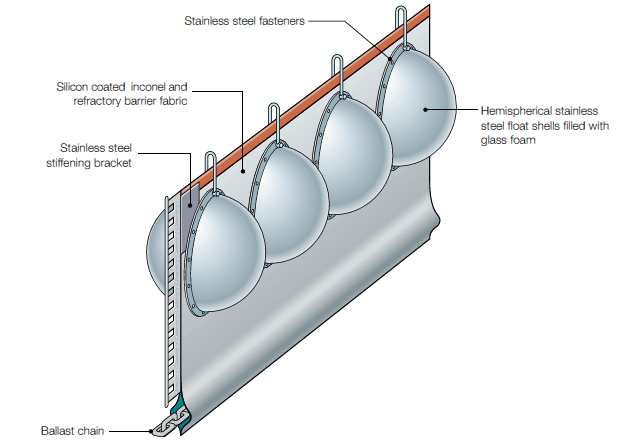 Stainless steel fasteners
Silicon coated inconel and
refractory barrier fabric
Stainless steel
stiffening bracket
Hemispherical stainless
steel float shells filled with
glass foam
Ballast chain